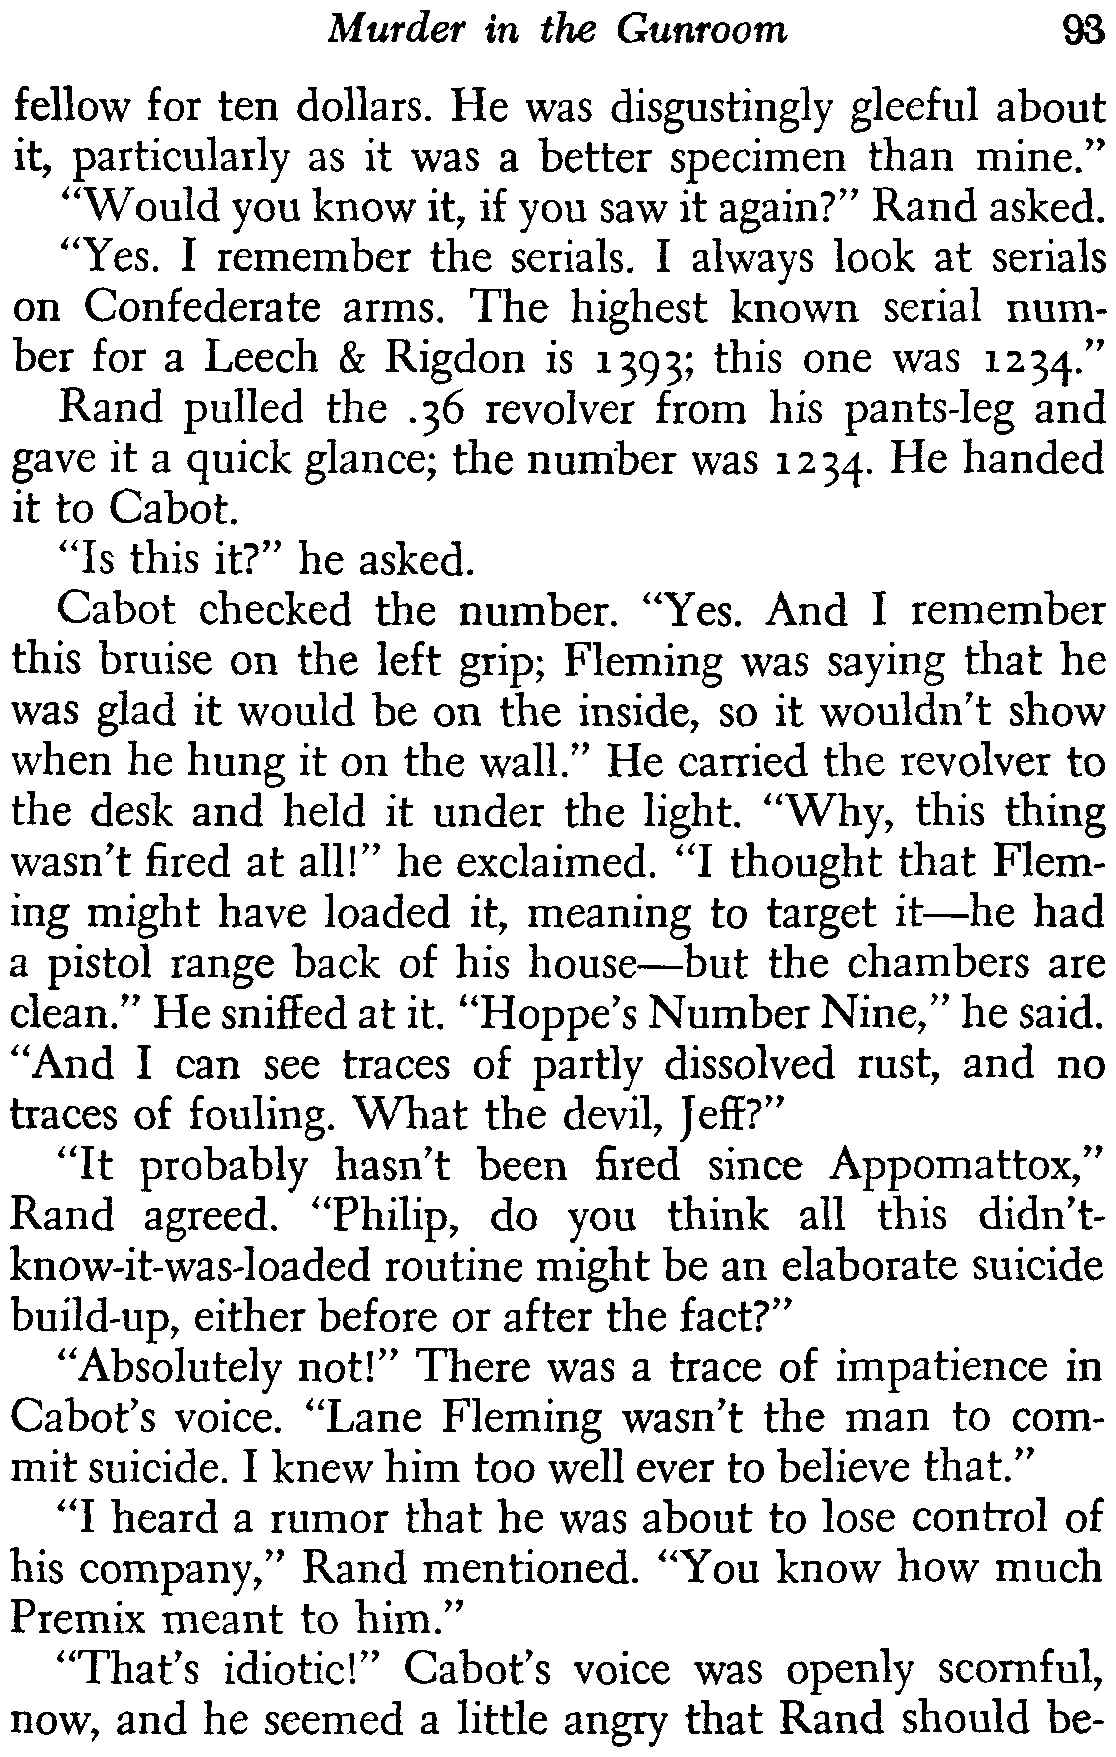 Murder in the Gunroom 93
fellow for ten dollars. He was disgustingly gleeful about
it, particularly as it was a better specimen than mine.”
“Would you know it, if you saw it again?” Rand asked.
“Yes. I remember the serials. I always look at serials
on Confederate arms. The highest known serial num-
ber for a Leech & Rigdon is 1393; this one was 1234.”
Rand pulled the .36 revolver from his pants-leg and
gave it a quick glance; the number was 1234. He handed
it to Cabot.
“Is this it?” he asked.
Cabot checked the number. “Yes. And I remember
this bruise on the left grip; Fleming was saying that he
was glad it would be on the inside, so it wouldn’t show
when he hung it on the wall.” He carried the revolver to
the desk and held it under the light. “Why, this thing
wasn’t fired at all!” he exclaimed. “I thought that Flem-
ing might have loaded it, meaning to target it—he had
a pistol range back of his house—but the chambers are
clean.” He sniffed at it. “Hoppe’s Number Nine,” he said.
“And I can see traces of partly dissolved rust, and no
traces of fouling. What the devil, Jeff?”
“It probably hasn’t been fired since Appomattox,”
Rand agreed. “Philip, do you think all this didn’t-
know-it-was-loaded routine might be an elaborate suicide
build-up, either before or after the fact?”
“Absolutely not!” There was a trace of impatience in
Cabot’s voice. “Lane Fleming wasn’t the man to com-
mit suicide. I knew him too well ever to believe that.”
“I heard a rumor that he was about to lose control of
his company,” Rand mentioned. “You know how much
Premix meant to him.”
“That’s idiotic!” Cabot’s voice was openly scornful,
now, and he seemed a little angry that Rand should be-